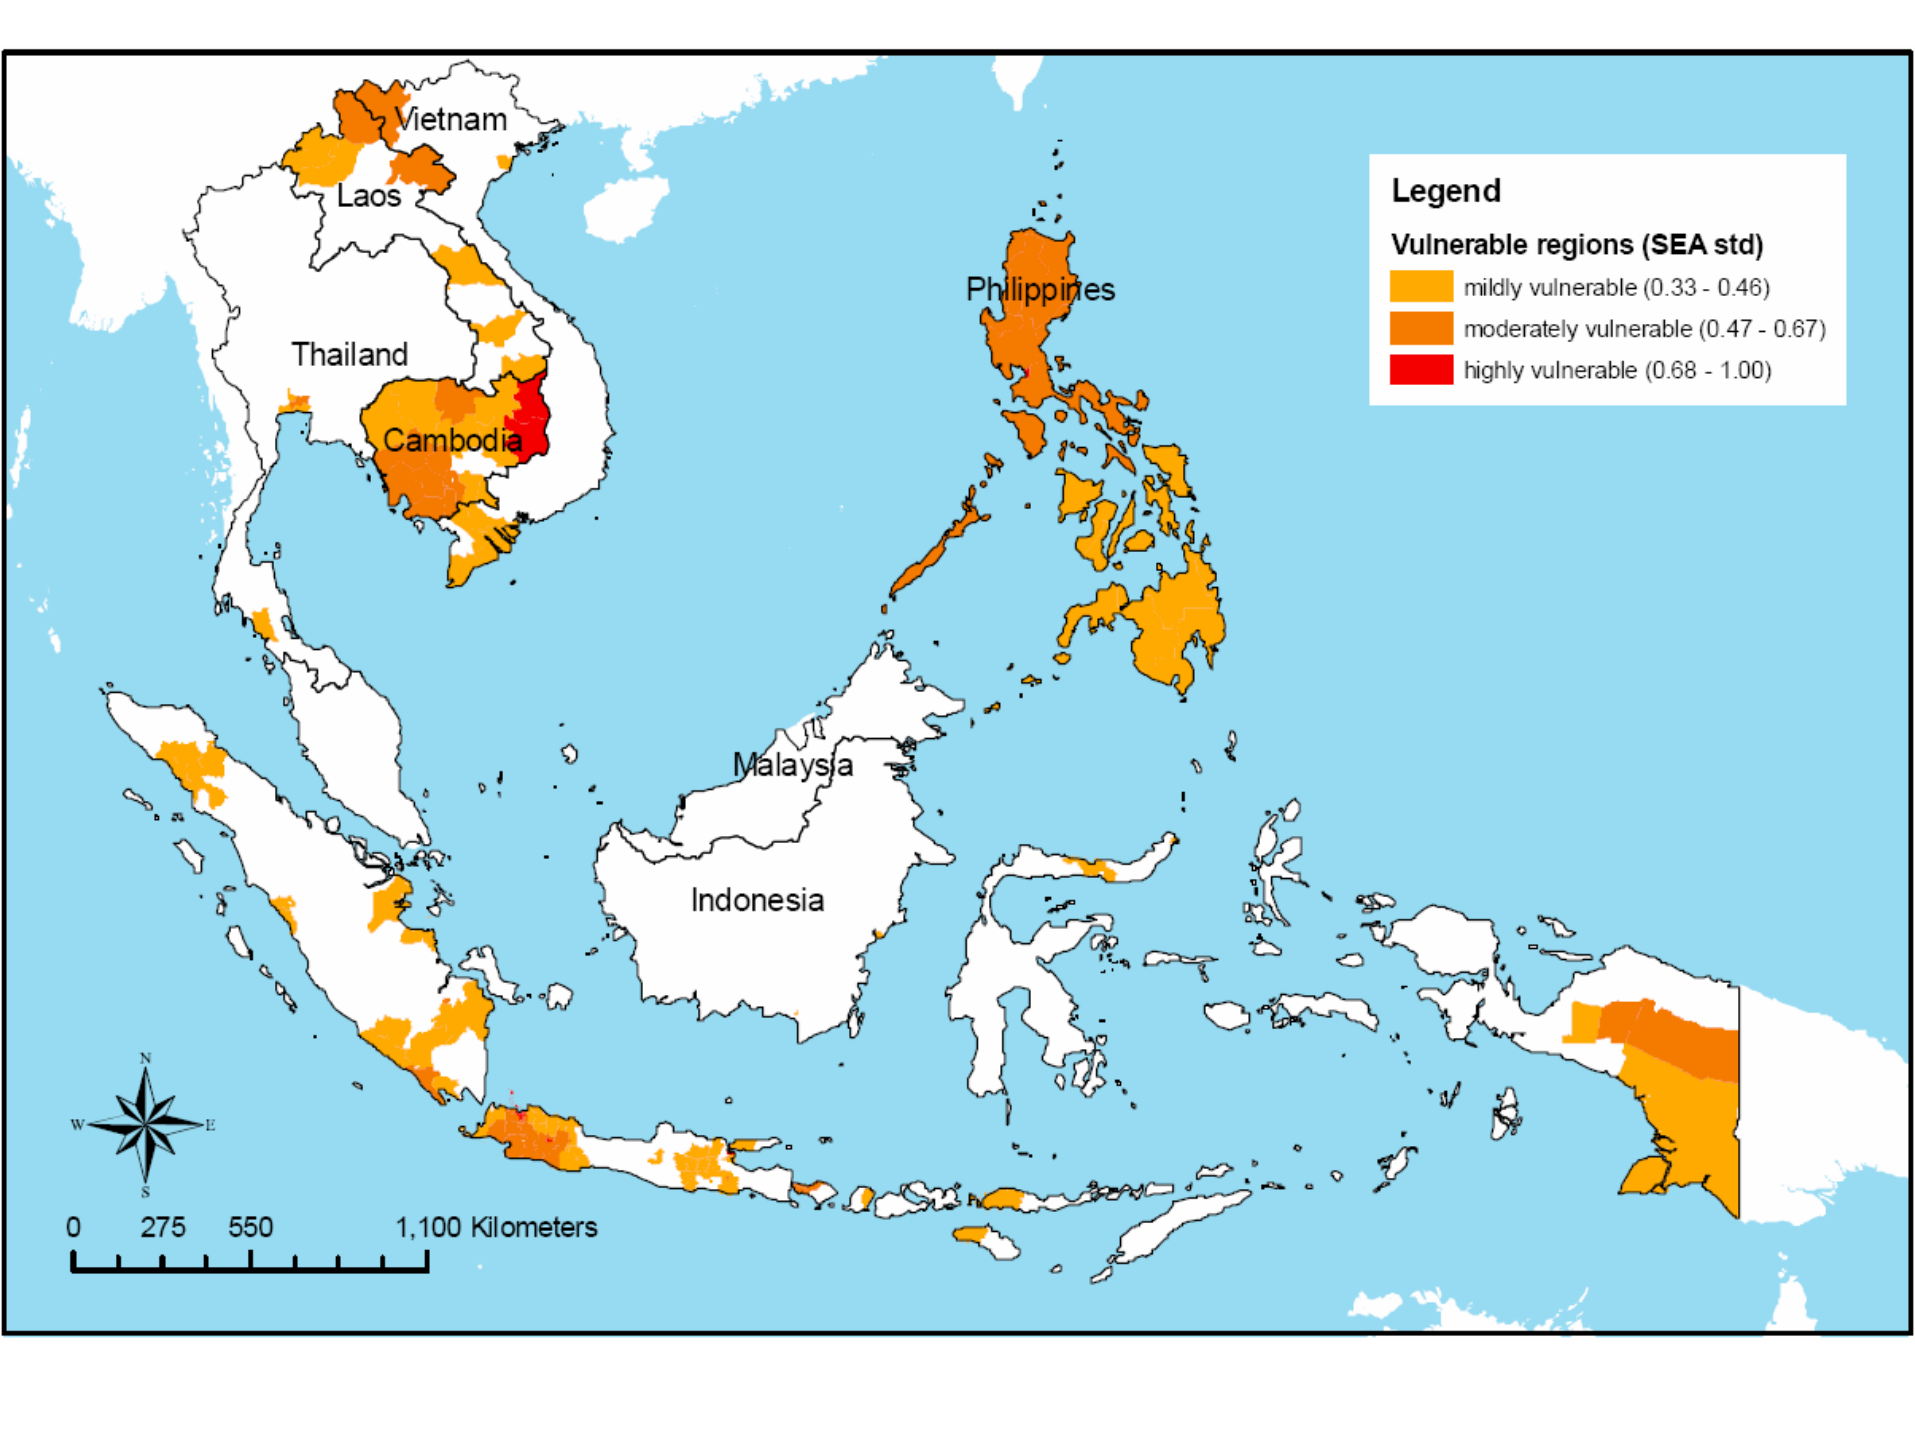 Vietnam
Laos
Thailand
Cambodia
Philippines
Malaysia
Indonesia
Legend
Vulnerable regions (SEA std)
mildly vulnerable (0.33 - 0.46)
moderately vulnerable (0.47 - 0.67)
highly vulnerable (0.68 - 1.00)
N
W E
S
0 275 550 1,100 Kilometers